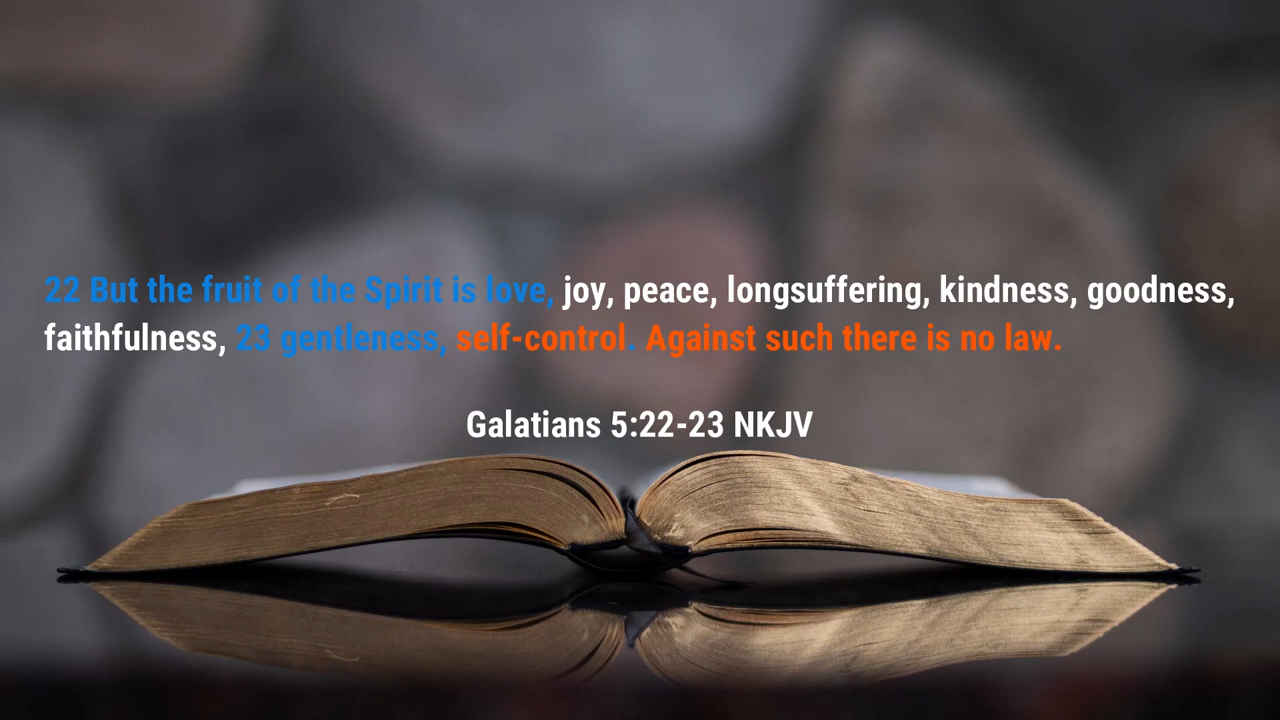 22 But the fruit of the Spirit is love, joy, peace, longsuffering, kindness, goodness,
faithfulness, 23 gentleness, self-control. Against such there is no law.
Galatians 5:22-23 NKJV